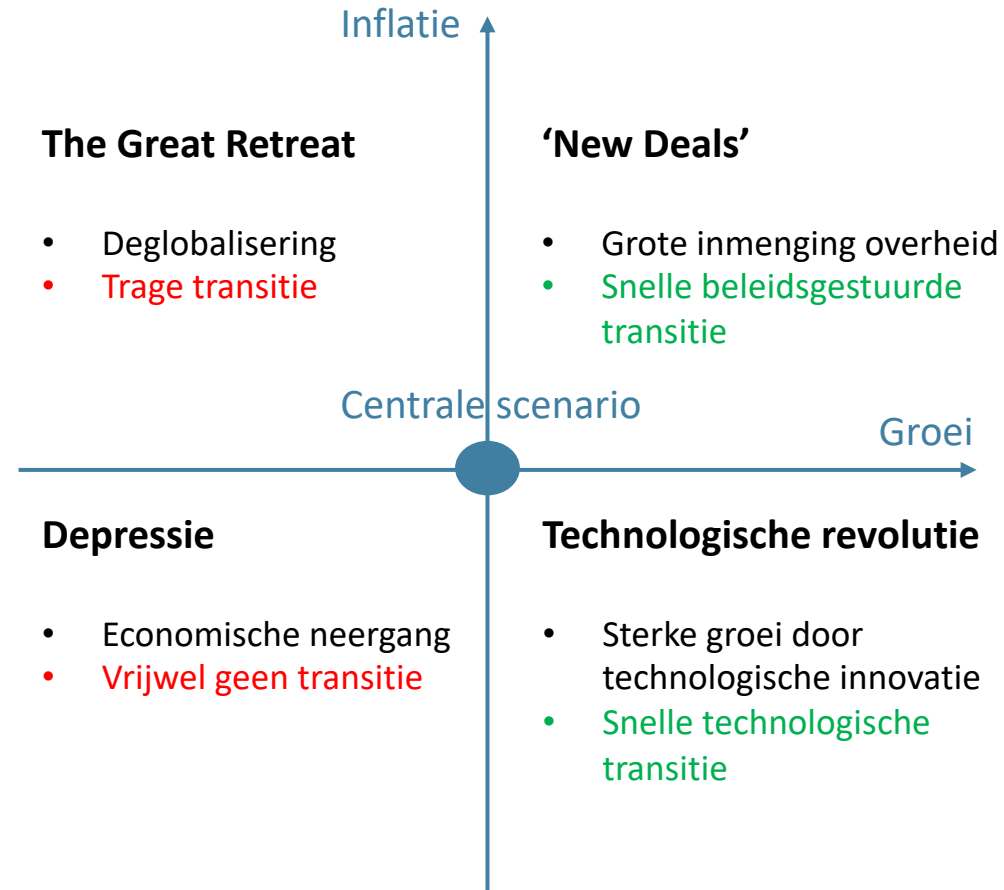 Inflatie
The Great Retreat
• Deglobalisering
• Trage transitie
‘New Deals’
• Grote inmenging overheid
• Snelle beleidsgestuurde
transitie
Centrale scenario
Groei
Depressie
• Economische neergang
• Vrijwel geen transitie
Technologische revolutie
• Sterke groei door
technologische innovatie
• Snelle technologische
transitie